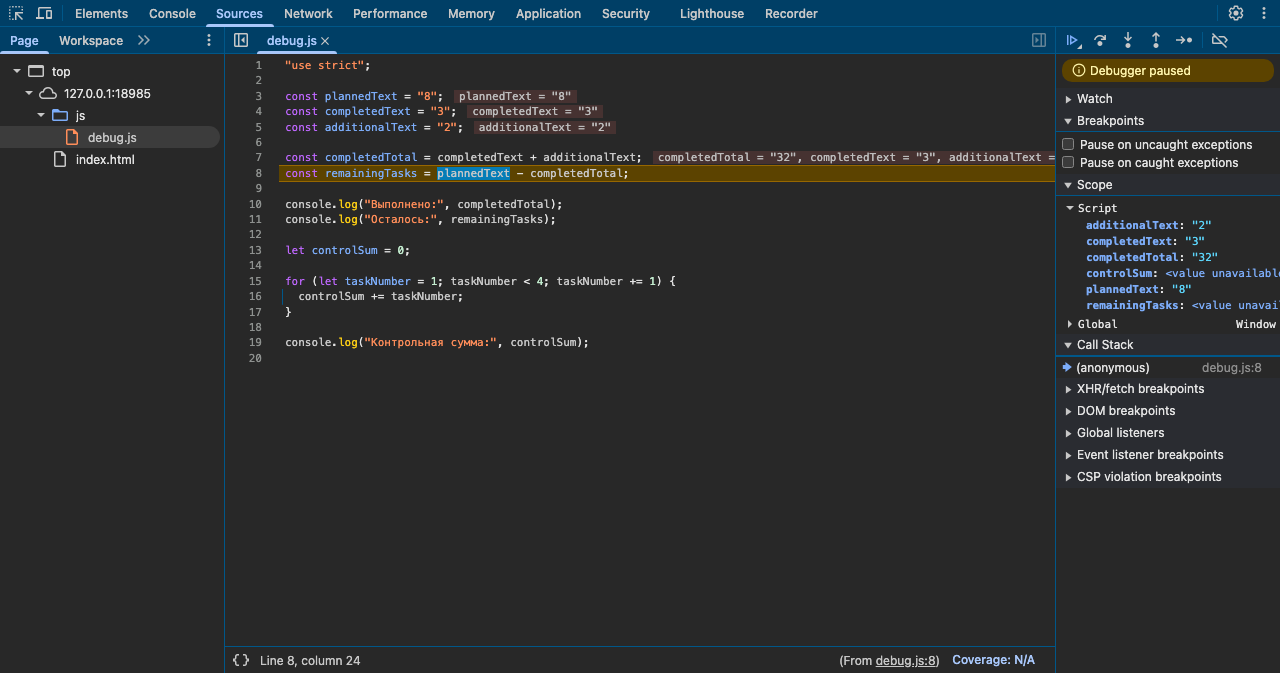 Elements Console Sources Network Performance Memory Application Security Lighthouse Recorder
Page Workspace
debug.js
top
127.0.0.1:18985
js
debug.js
index.html
1 "use strict";
2
3 const plannedText = "8"; plannedText = "8"
4 const completedText = "3"; completedText = "3"
5 const additionalText = "2"; additionalText = "2"
6
7 const completedTotal = completedText + additionalText; completedTotal = "32", completedText = "3", additionalText =
8 const remainingTasks = plannedText - completedTotal;
9
10 console.log("Выполнено:", completedTotal);
11 console.log("Осталось:", remainingTasks);
12
13 let controlSum = 0;
14
15 for (let taskNumber = 1; taskNumber < 4; taskNumber += 1) {
16 controlSum += taskNumber;
17 }
18
19 console.log("Контрольная сумма:", controlSum);
20
{} Line 8, column 24 (From debug.js:8) Coverage: N/A
Debugger paused
Watch
Breakpoints
Pause on uncaught exceptions
Pause on caught exceptions
Scope
Script
additionalText: "2"
completedText: "3"
completedTotal: "32"
controlSum: <value unavailable
plannedText: "8"
remainingTasks: <value unavai
Global Window
Call Stack
(anonymous) debug.js:8
XHR/fetch breakpoints
DOM breakpoints
Global listeners
Event listener breakpoints
CSP violation breakpoints